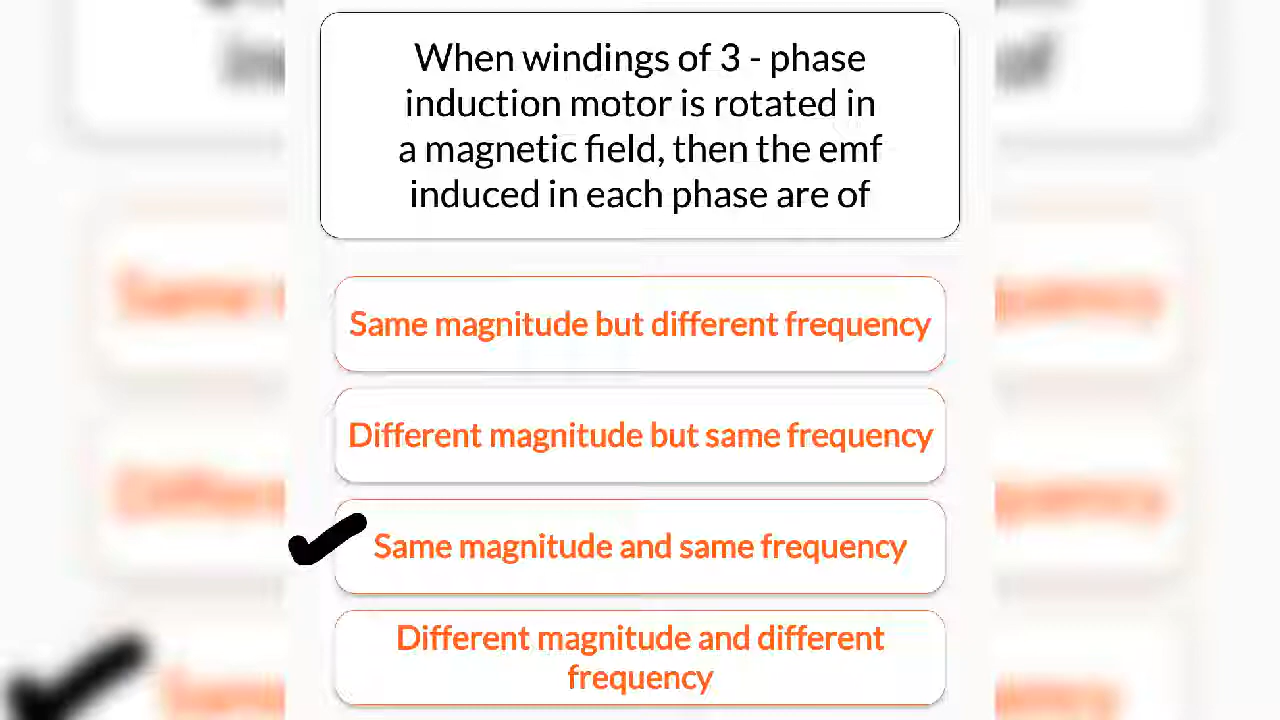 When windings of 3 - phase
induction motor is rotated in
a magnetic field, then the emf
induced in each phase are of
Same magnitude but different frequency
Different magnitude but same frequency
Same magnitude and same frequency
Different magnitude and different
frequency